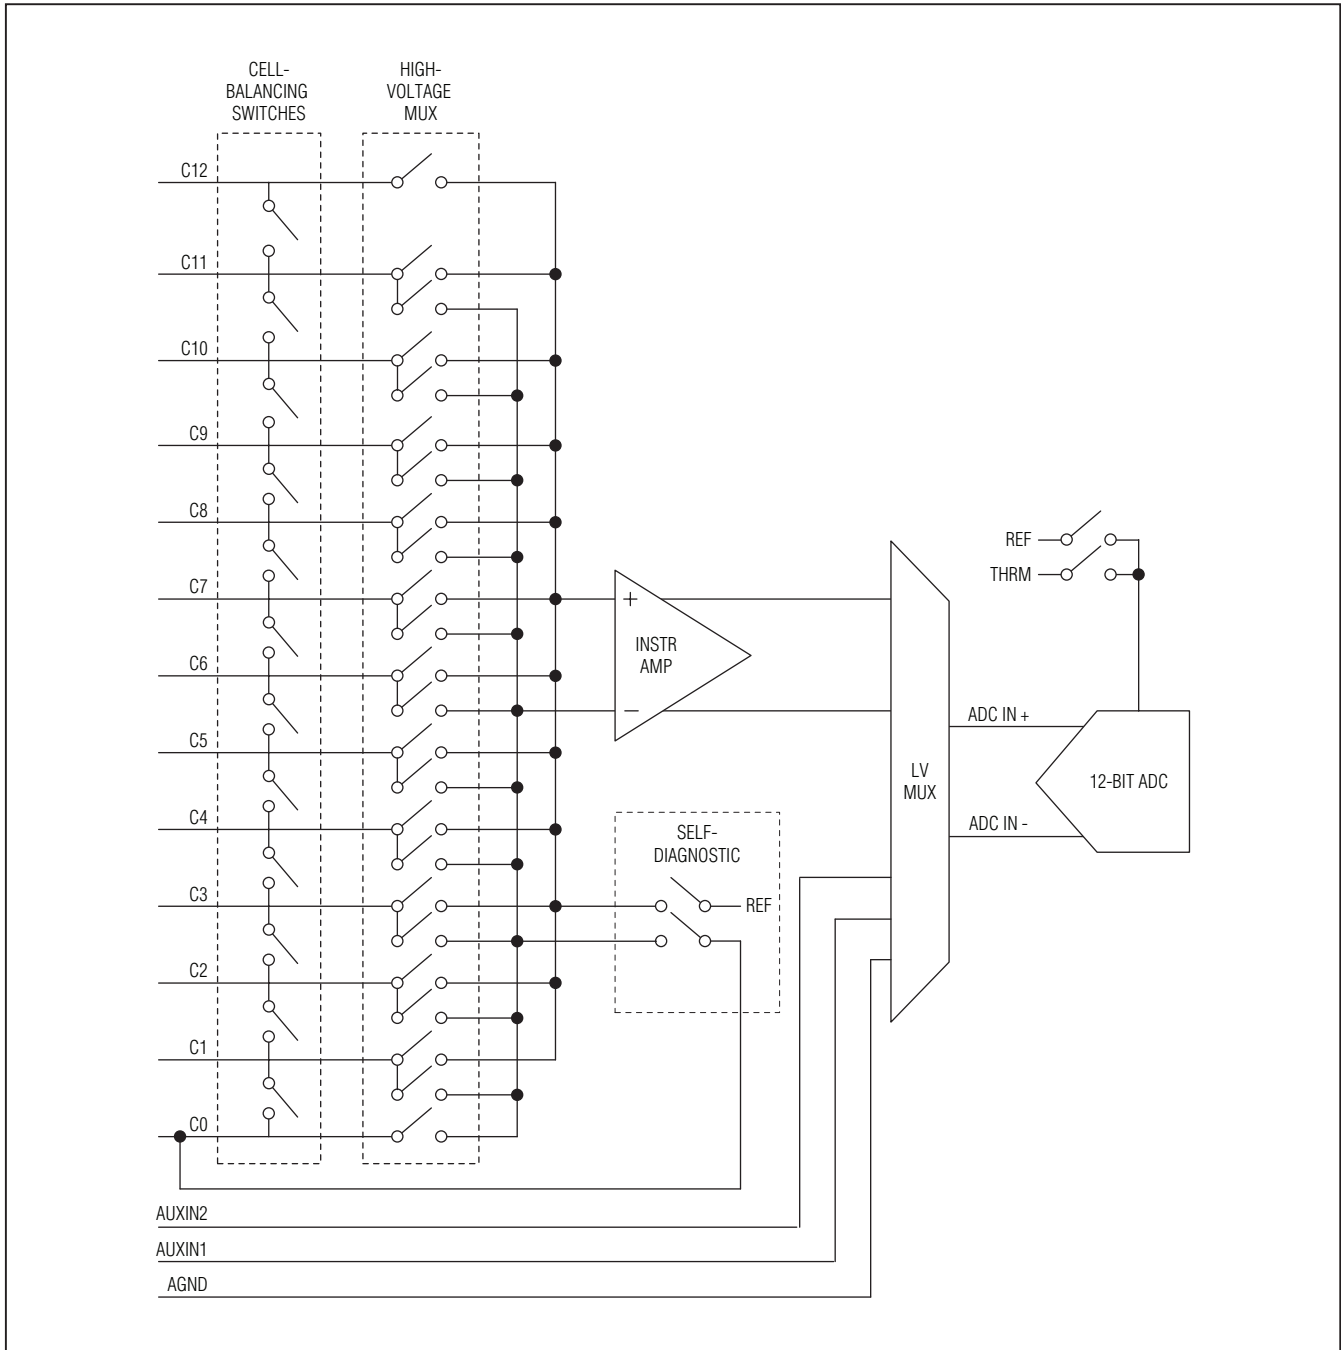 CELL-
BALANCING
SWITCHES
HIGH-
VOLTAGE
MUX
C12
C11
C10
C9
C8
C7
C6
C5
C4
C3
C2
C1
C0
AUXIN2
AUXIN1
AGND
+
INSTR
AMP
−
SELF-
DIAGNOSTIC
REF
LV
MUX
REF
THRM
ADC IN +
12-BIT ADC
ADC IN -